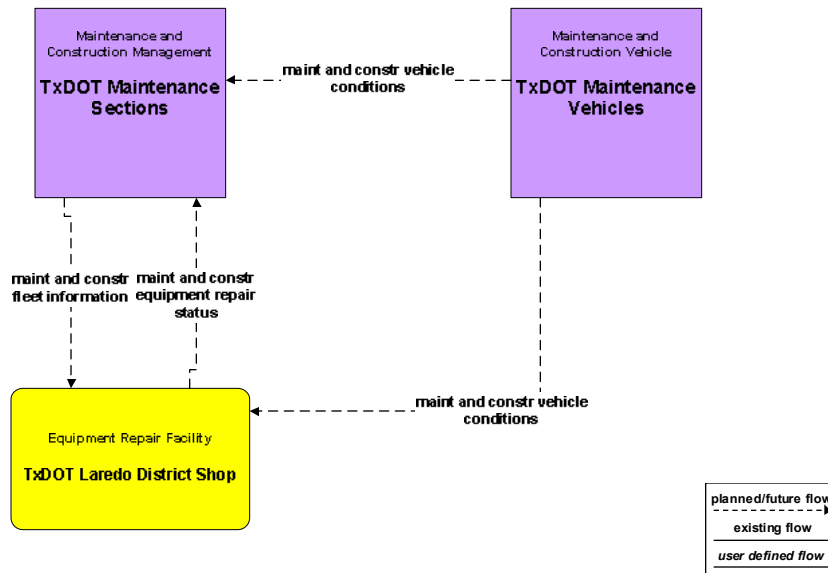 Maintenance and
Construction Management
TxDOT Maintenance
Sections
Maintenance and
Construction Vehicle
TxDOT Maintenance
Vehicles
maint and constr vehicle
conditions
maint and constr
fleet information
maint and constr
equipment repair
status
maint and constr vehicle
conditions
Equipment Repair Facility
TxDOT Laredo District Shop
planned/future flow
existing flow
user defined flow